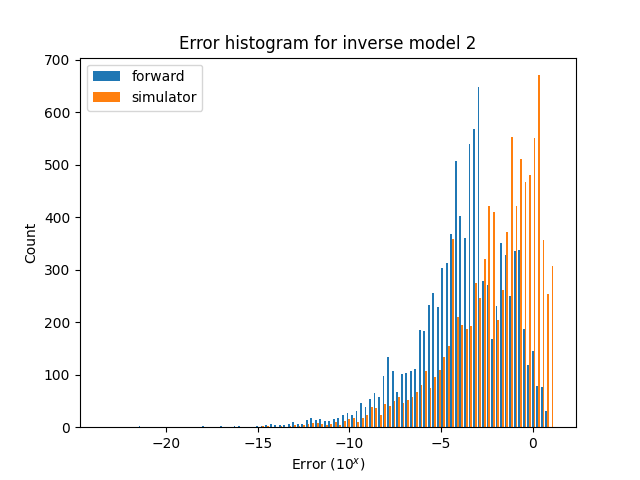 Error histogram for inverse model 2
forward
simulator
700
600
500
400
300
200
100
0
Count
−20
−15
−10
−5
0
Error (10^x)